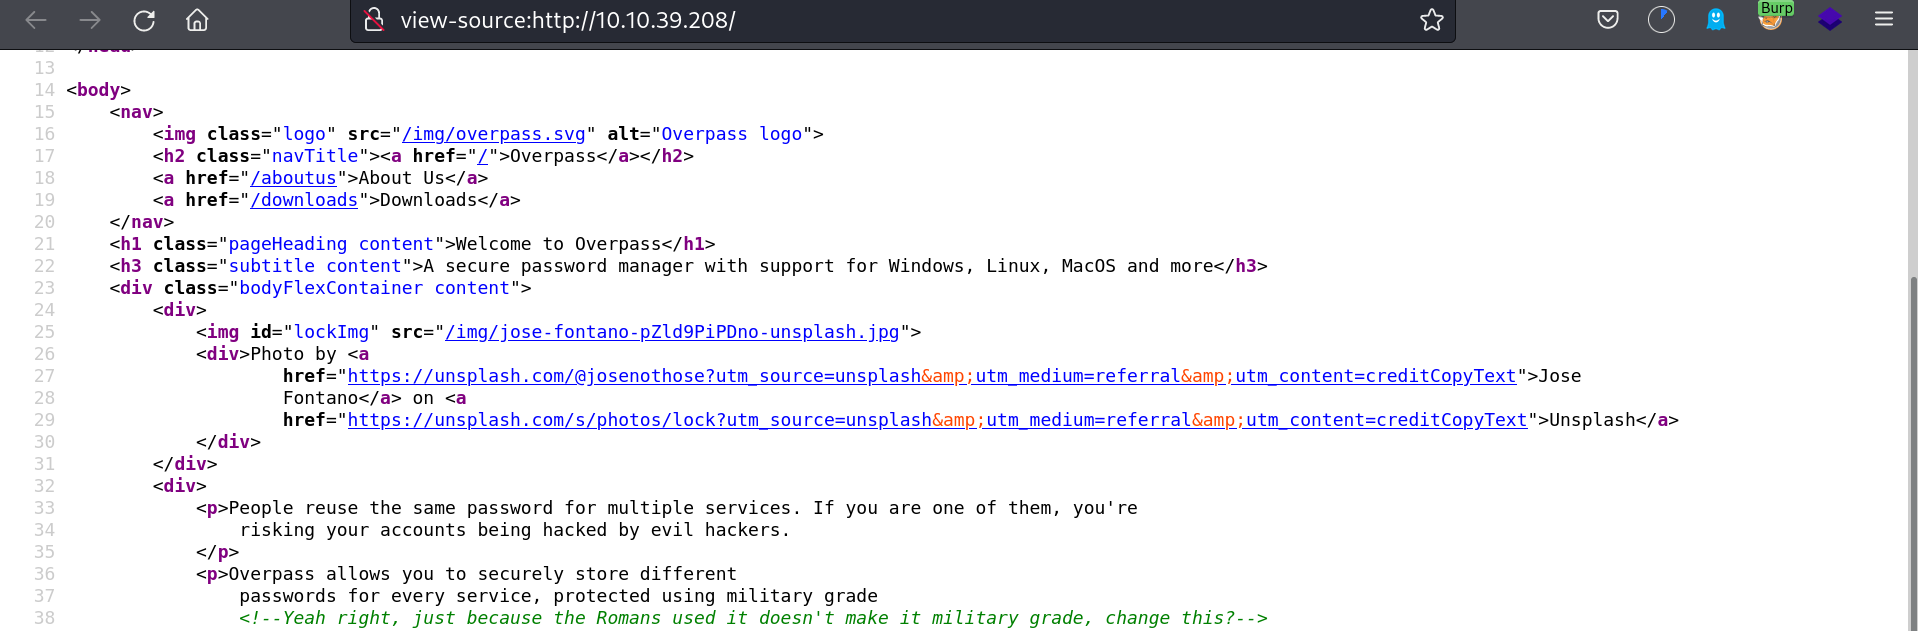 Burp
view-source:http://10.10.39.208/
13
14 <body>
15 <nav>
16 <img class="logo" src="/img/overpass.svg" alt="Overpass logo">
17 <h2 class="navTitle"><a href="/">Overpass</a></h2>
18 <a href="/aboutus">About Us</a>
19 <a href="/downloads">Downloads</a>
20 </nav>
21 <h1 class="pageHeading content">Welcome to Overpass</h1>
22 <h3 class="subtitle content">A secure password manager with support for Windows, Linux, MacOS and more</h3>
23 <div class="bodyFlexContainer content">
24 <div>
25 <img id="lockImg" src="/img/jose-fontano-pZld9PiPDno-unsplash.jpg">
26 <div>Photo by <a
27 href="https://unsplash.com/@josenothose?utm_source=unsplash&amp;utm_medium=referral&amp;utm_content=creditCopyText">Jose
28 Fontano</a> on <a
29 href="https://unsplash.com/s/photos/lock?utm_source=unsplash&amp;utm_medium=referral&amp;utm_content=creditCopyText">Unsplash</a>
30 </div>
31 </div>
32 <div>
33 <p>People reuse the same password for multiple services. If you are one of them, you're
34 risking your accounts being hacked by evil hackers.
35 </p>
36 <p>Overpass allows you to securely store different
37 passwords for every service, protected using military grade
38 <!--Yeah right, just because the Romans used it doesn't make it military grade, change this?-->